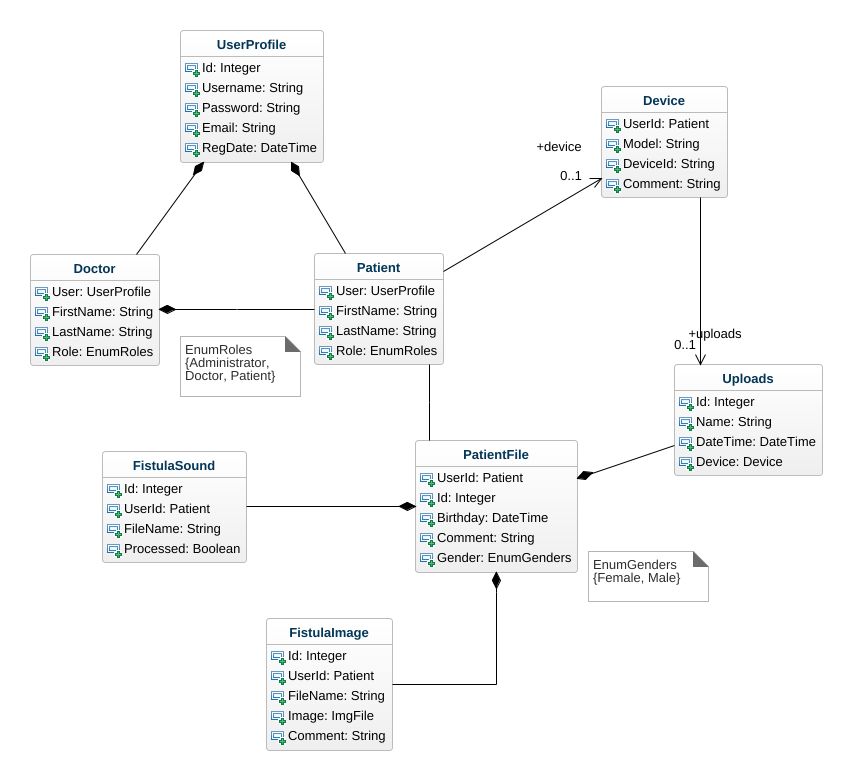 UserProfile
Id: Integer
Username: String
Password: String
Email: String
RegDate: DateTime
Device
UserId: Patient
Model: String
DeviceId: String
Comment: String
+device
0..1
Doctor
User: UserProfile
FirstName: String
LastName: String
Role: EnumRoles
Patient
User: UserProfile
FirstName: String
LastName: String
Role: EnumRoles
EnumRoles
{Administrator,
Doctor, Patient}
+uploads
0..1
Uploads
Id: Integer
Name: String
DateTime: DateTime
Device: Device
PatientFile
UserId: Patient
Id: Integer
Birthday: DateTime
Comment: String
Gender: EnumGenders
FistulaSound
Id: Integer
UserId: Patient
FileName: String
Processed: Boolean
EnumGenders
{Female, Male}
FistulaImage
Id: Integer
UserId: Patient
FileName: String
Image: ImgFile
Comment: String